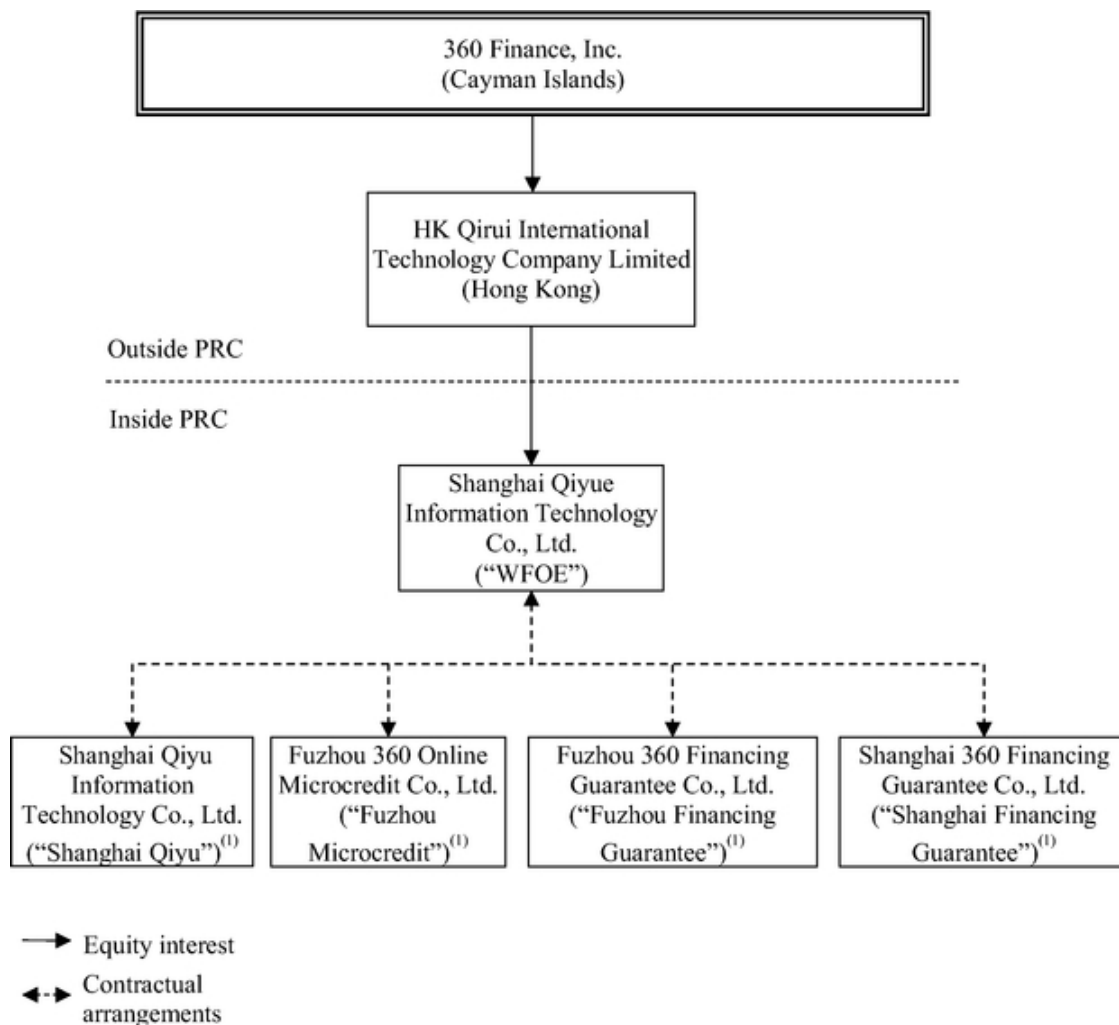 360 Finance, Inc.
(Cayman Islands)
HK Qirui International
Technology Company Limited
(Hong Kong)
Outside PRC
Inside PRC
Shanghai Qiyue
Information Technology
Co., Ltd.
(“WFOE”)
Shanghai Qiyu
Information
Technology Co., Ltd.
(“Shanghai Qiyu”)(1)
Fuzhou 360 Online
Microcredit Co., Ltd.
(“Fuzhou
Microcredit”)(1)
Fuzhou 360 Financing
Guarantee Co., Ltd.
(“Fuzhou Financing
Guarantee”)(1)
Shanghai 360 Financing
Guarantee Co., Ltd.
(“Shanghai Financing
Guarantee”)(1)
Equity interest
Contractual
arrangements